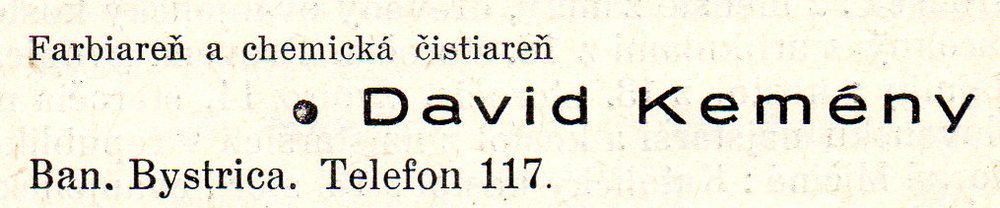 Farbiareň a chemická čistiareň
David Kemény
Ban. Bystrica. Telefon 117.